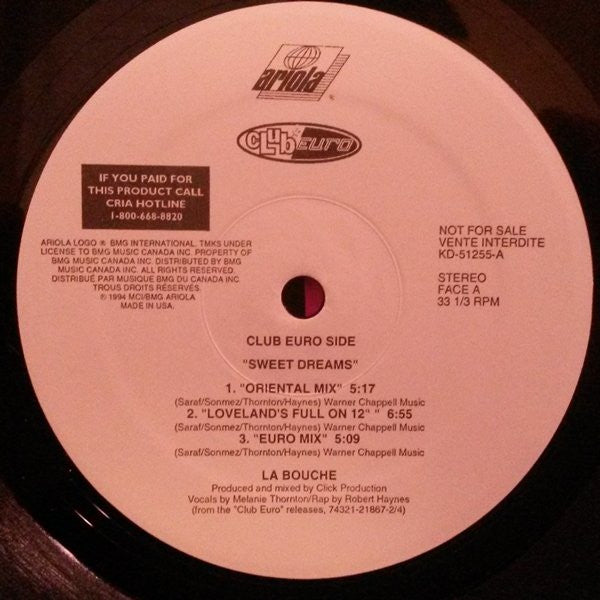 ariola
CLUB EURO
IF YOU PAID FOR
THIS PRODUCT CALL
CRIA HOTLINE
1-800-668-8820
NOT FOR SALE
VENTE INTERDITE
KD-51255-A
ARIOLA LOGO ® BMG INTERNATIONAL. TMKS UNDER
LICENSE TO BMG MUSIC CANADA INC. PROPERTY OF
BMG MUSIC CANADA INC. DISTRIBUTED BY BMG
MUSIC CANADA INC. ALL RIGHTS RESERVED.
DISTRIBUÉ PAR MUSIQUE BMG DU CANADA INC.
TROUS DROITS RÉSERVÉS.
℗ 1994 MCI/BMG ARIOLA
MADE IN USA.
STEREO
FACE A
33 1/3 RPM
CLUB EURO SIDE
"SWEET DREAMS"
1. "ORIENTAL MIX" 5:17
(Saraf/Sonmez/Thornton/Haynes) Warner Chappell Music
2. "LOVELAND'S FULL ON 12" " 6:55
(Saraf/Sonmez/Thornton/Haynes) Warner Chappell Music
3. "EURO MIX" 5:09
(Saraf/Sonmez/Thornton/Haynes) Warner Chappell Music
LA BOUCHE
Produced and mixed by Click Production
Vocals by Melanie Thornton/Rap by Robert Haynes
(from the "Club Euro" releases, 74321-21867-2/4)